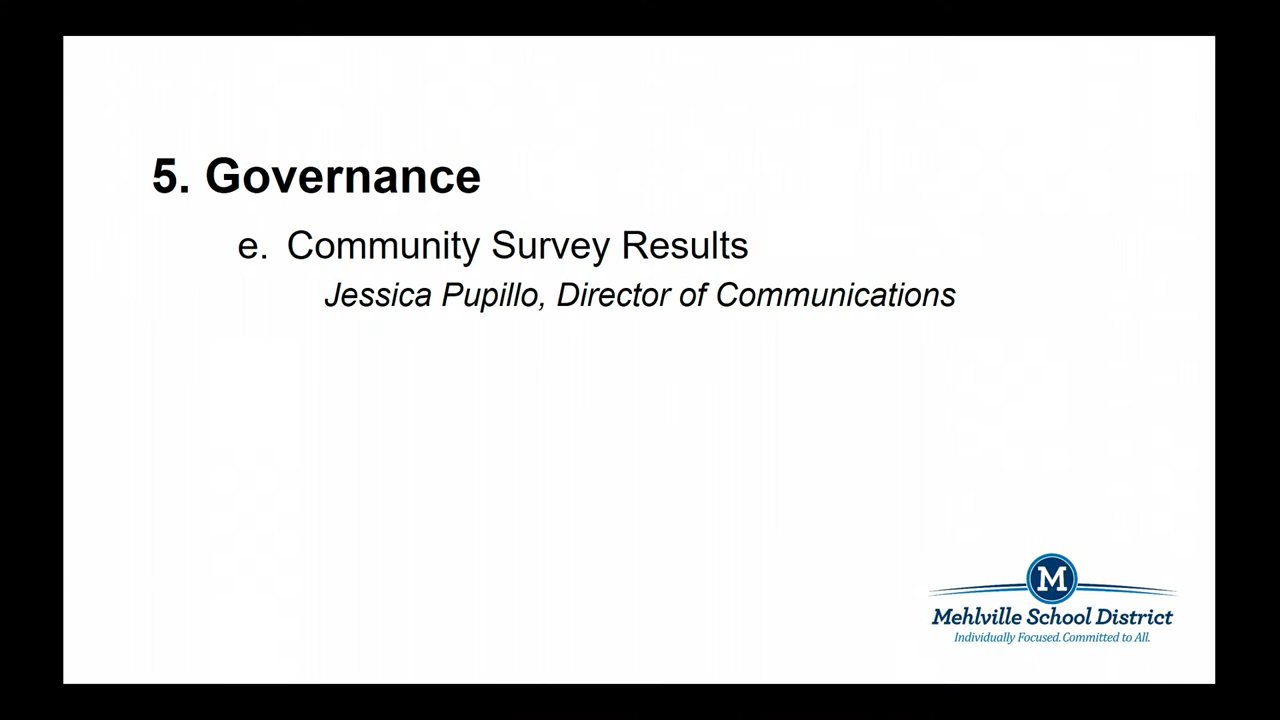 5. Governance
e. Community Survey Results
Jessica Pupillo, Director of Communications
M
Mehlville School District
Individually Focused. Committed to All.